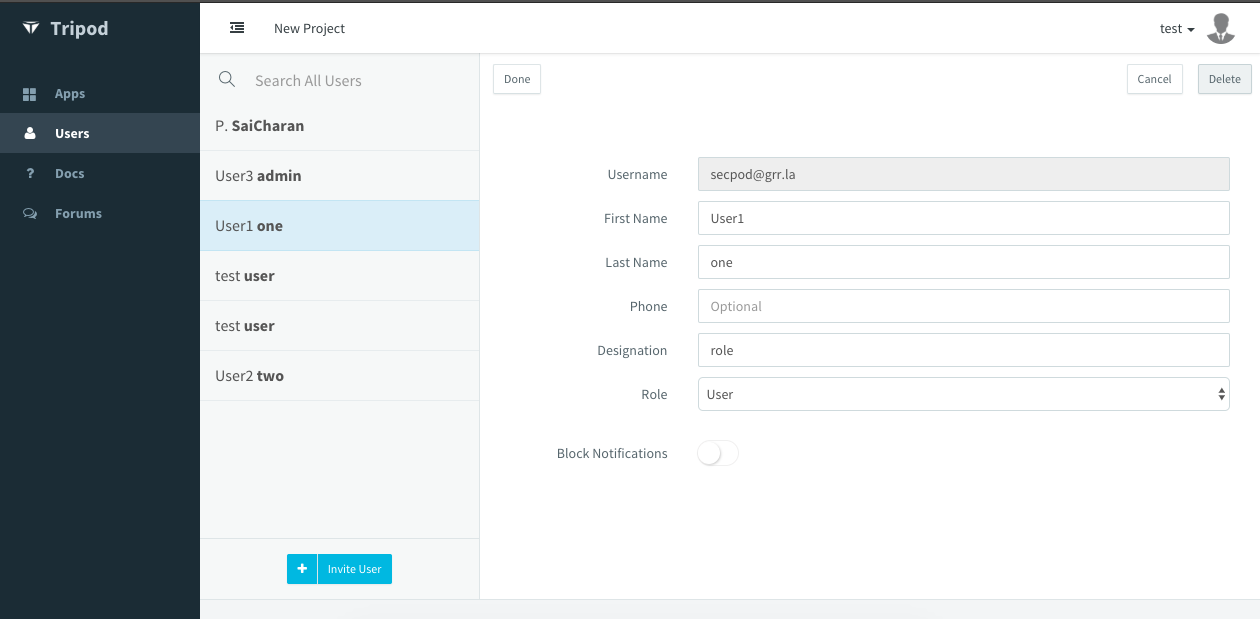 Tripod
Apps
Users
?
Docs
Forums
New Project
test
Search All Users
P. SaiCharan
User3 admin
User1 one
test user
test user
User2 two
+ Invite User
Done
Cancel
Delete
Username
secpod@grr.la
First Name
User1
Last Name
one
Phone
Optional
Designation
role
Role
User
Block Notifications